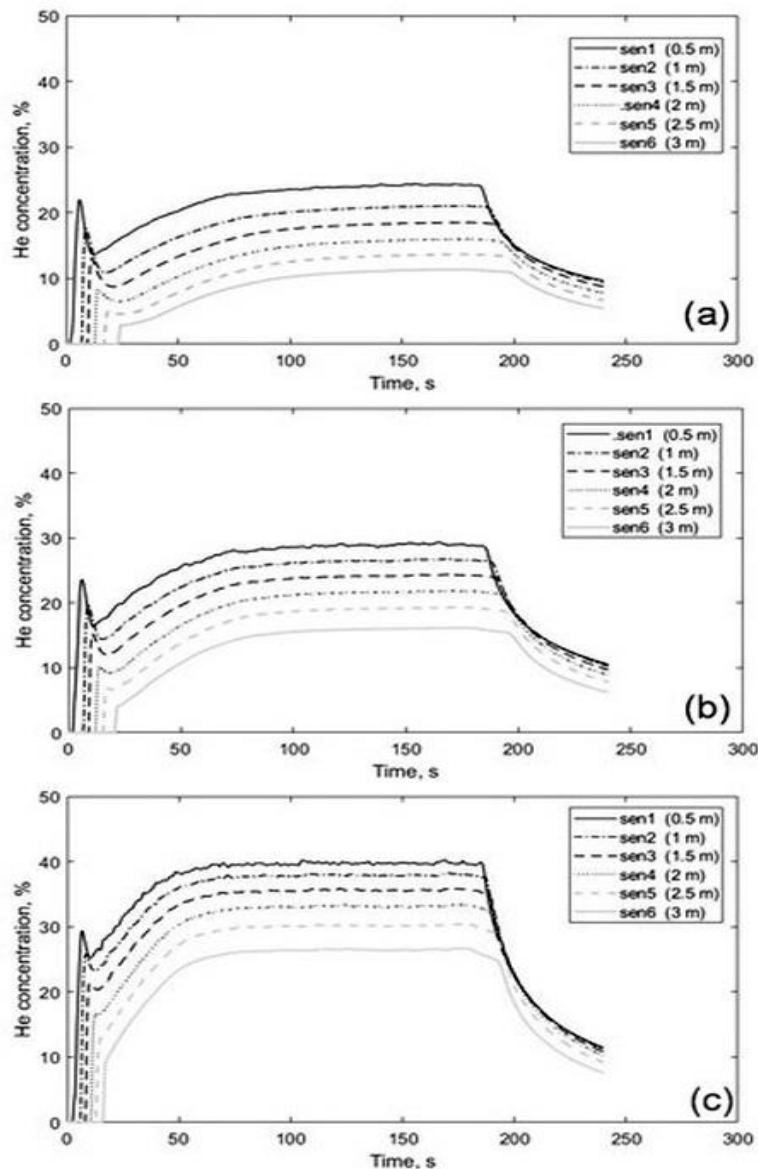 50
40
30
20
10
0
He concentration, %
sen1 (0.5 m)
sen2 (1 m)
sen3 (1.5 m)
.sen4 (2 m)
sen5 (2.5 m)
sen6 (3 m)
(a)
0 50 100 150 200 250 300
Time, s
50
40
30
20
10
0
He concentration, %
.sen1 (0.5 m)
sen2 (1 m)
sen3 (1.5 m)
sen4 (2 m)
sen5 (2.5 m)
sen6 (3 m)
(b)
0 50 100 150 200 250 300
Time, s
50
40
30
20
10
0
He concentration, %
sen1 (0.5 m)
sen2 (1 m)
sen3 (1.5 m)
sen4 (2 m)
sen5 (2.5 m)
sen6 (3 m)
(c)
0 50 100 150 200 250 300
Time, s